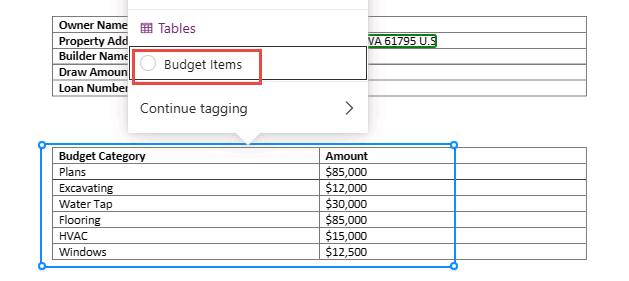 Owner Name
Tables
Property Add
VA 61795 U.S
Builder Name
Budget Items
Draw Amoun
Loan Number
Continue tagging
Budget Category Amount
Plans $85,000
Excavating $12,000
Water Tap $30,000
Flooring $85,000
HVAC $15,000
Windows $12,500